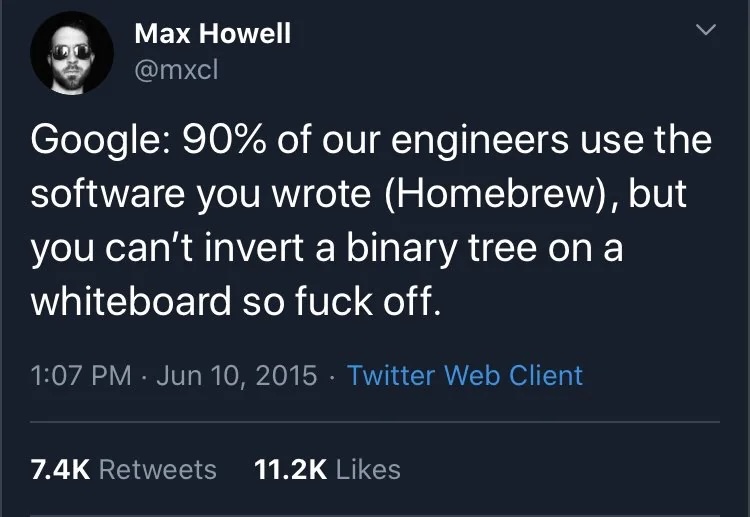 Max Howell
@mxcl
Google: 90% of our engineers use the
software you wrote (Homebrew), but
you can’t invert a binary tree on a
whiteboard so fuck off.
1:07 PM · Jun 10, 2015 · Twitter Web Client
7.4K Retweets 11.2K Likes